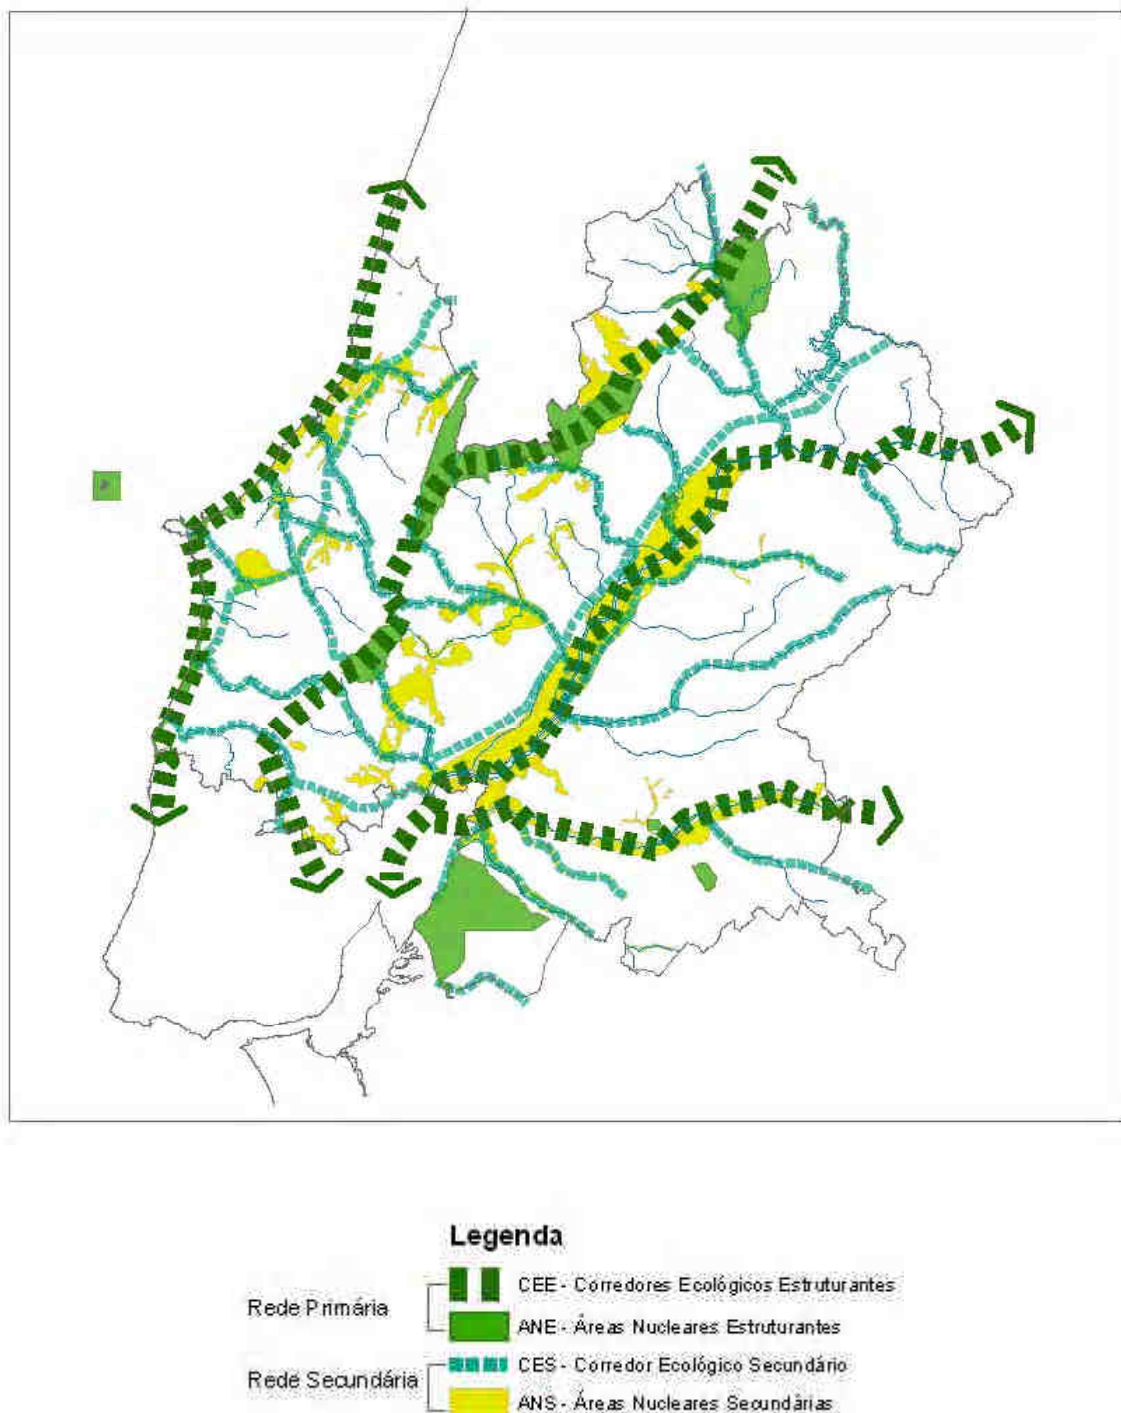 Legenda
Rede Primária
CEE - Corredores Ecológicos Estruturantes
ANE - Áreas Nucleares Estruturantes
Rede Secundária
CES - Corredor Ecológico Secundário
ANS - Áreas Nucleares Secundárias